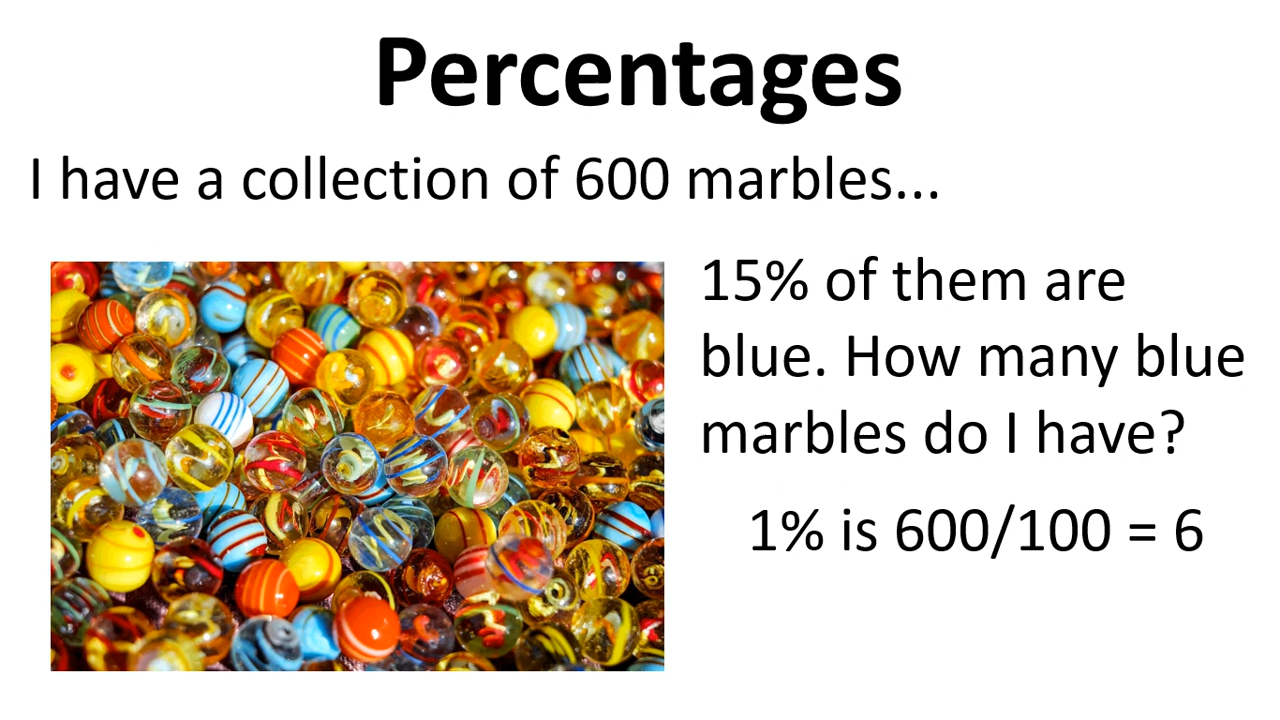 Percentages
I have a collection of 600 marbles...
15% of them are
blue. How many blue
marbles do I have?
1% is 600/100 = 6